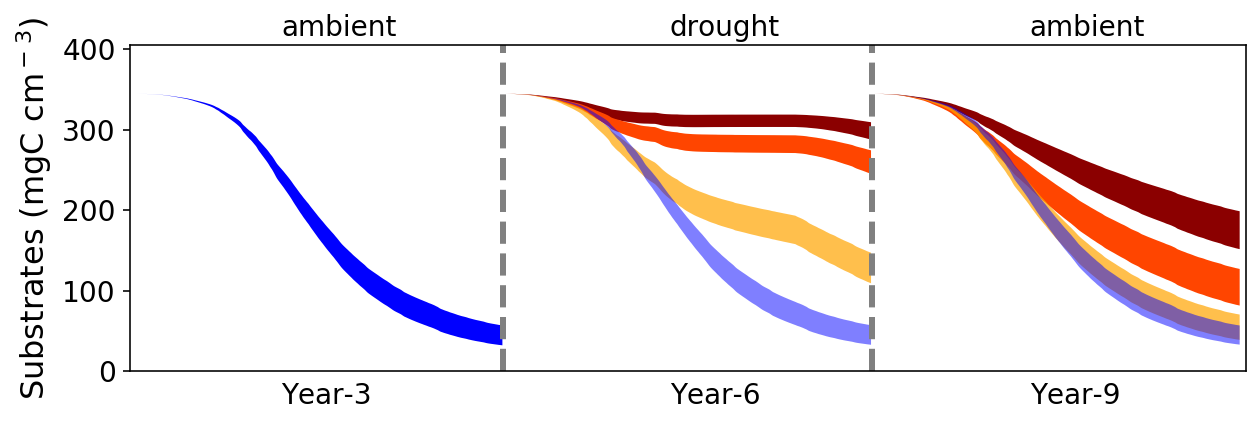 ambient drought ambient
Substrates (mgC cm⁻³)
400
300
200
100
0
Year-3 Year-6 Year-9